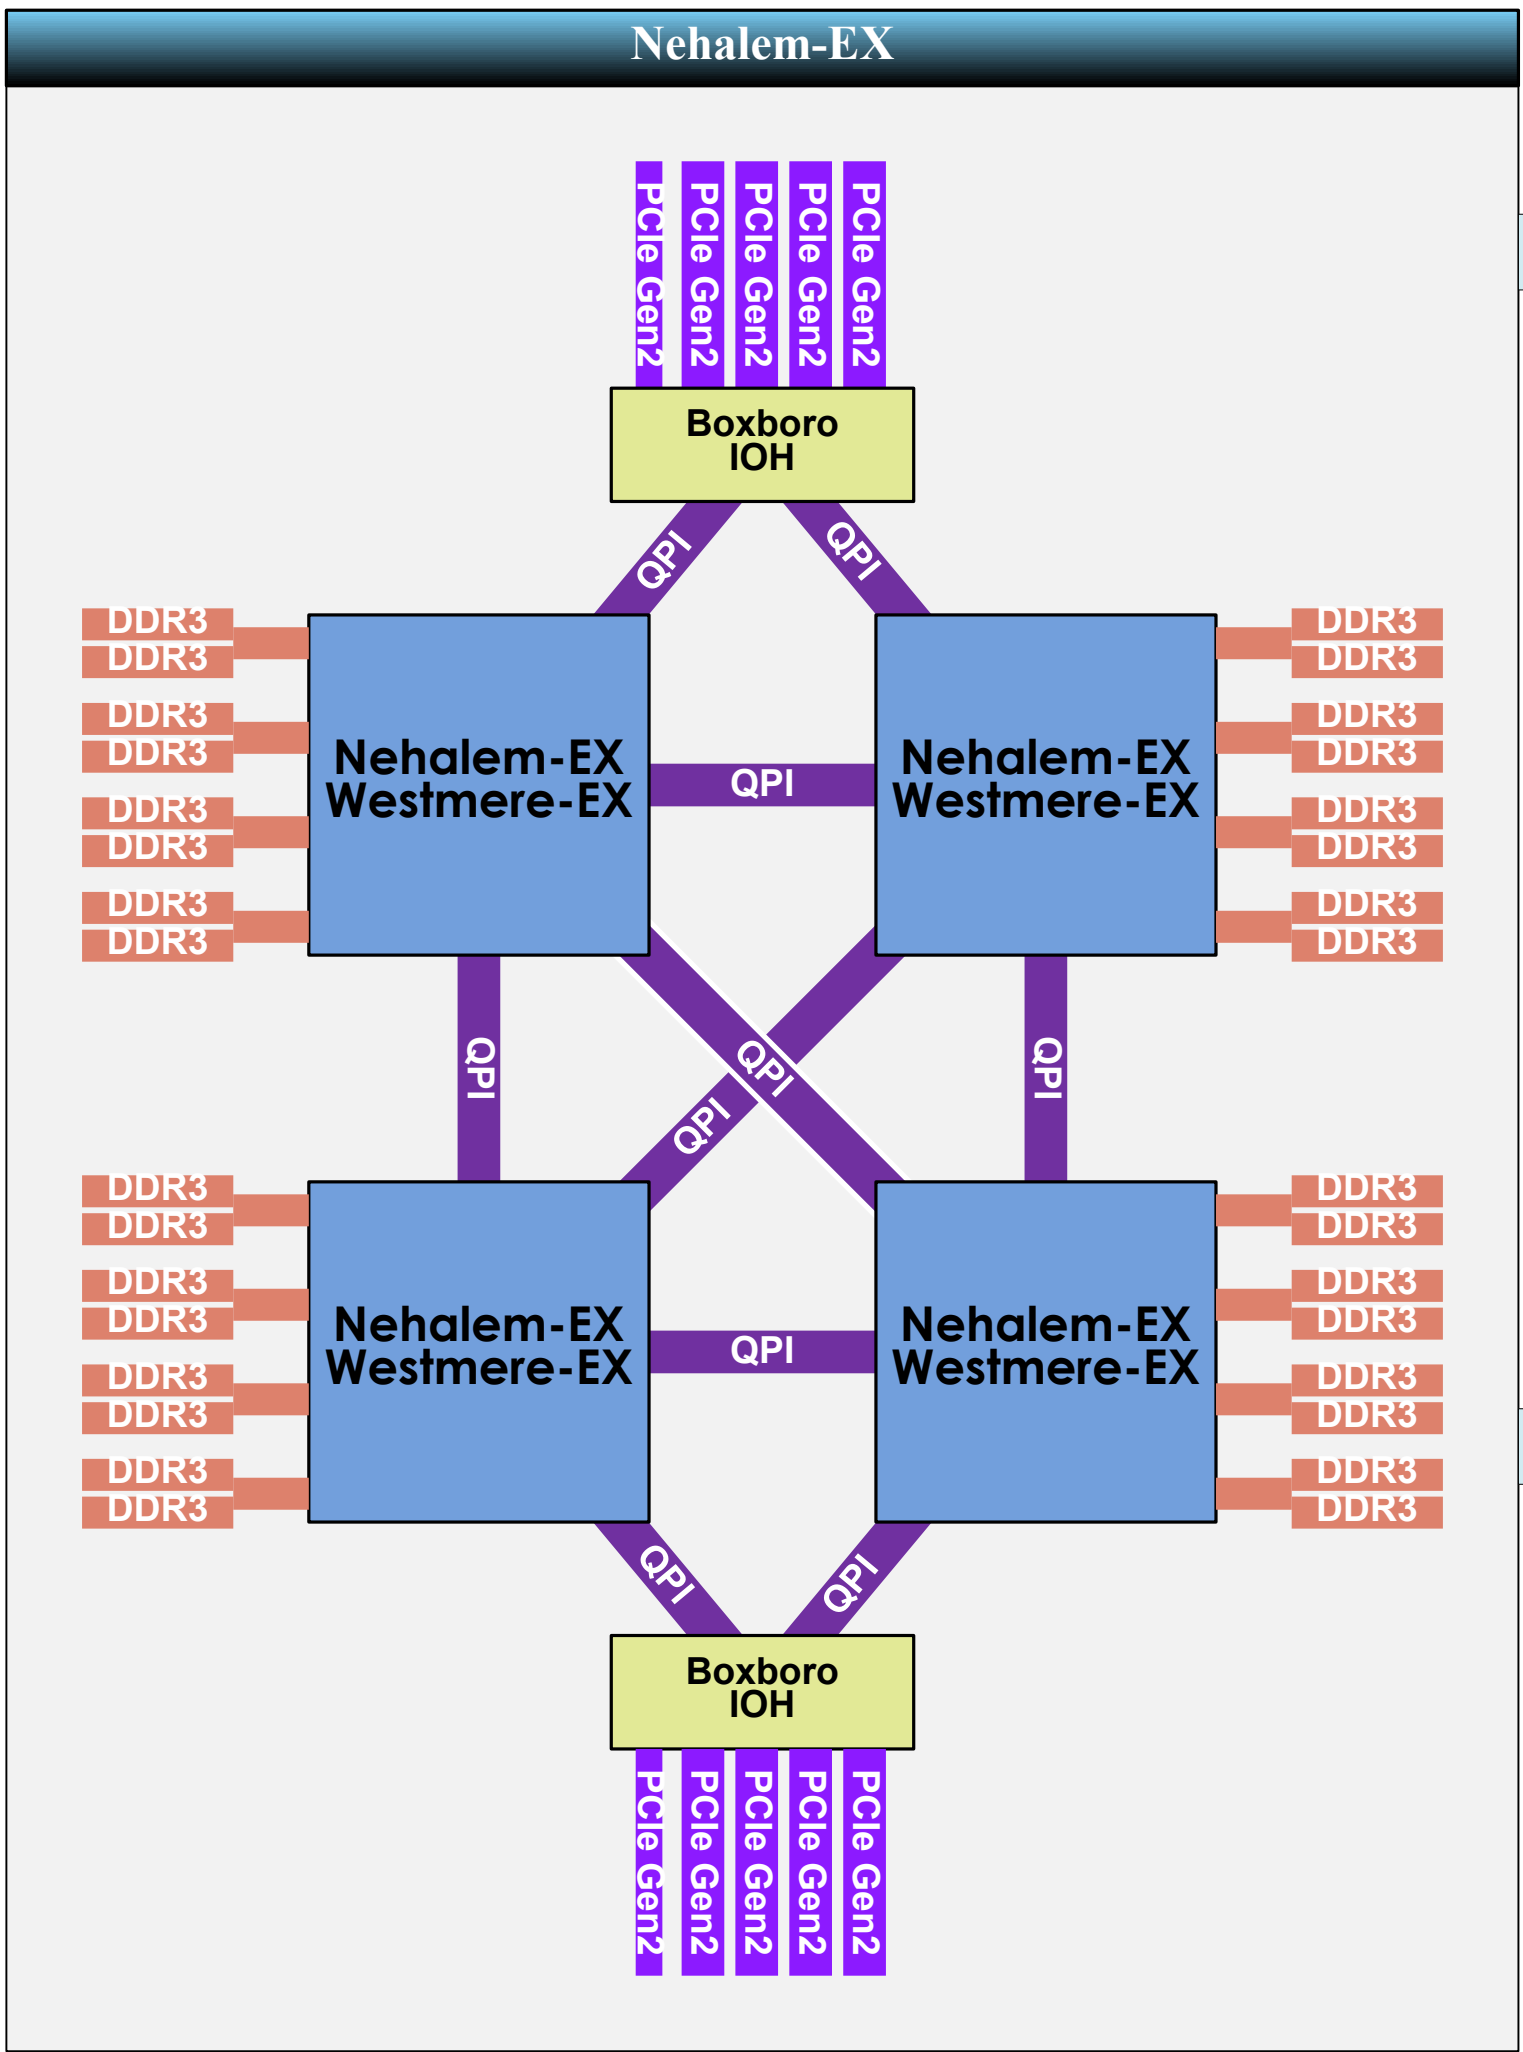 Nehalem-EX
PCIe Gen2
PCIe Gen2
PCIe Gen2
PCIe Gen2
PCIe Gen2
Boxboro
IOH
QPI
QPI
DDR3
DDR3
DDR3
DDR3
DDR3
DDR3
DDR3
DDR3
Nehalem-EX
Westmere-EX
QPI
Nehalem-EX
Westmere-EX
DDR3
DDR3
DDR3
DDR3
DDR3
DDR3
DDR3
DDR3
QPI
QPI
QPI
QPI
DDR3
DDR3
DDR3
DDR3
DDR3
DDR3
DDR3
DDR3
Nehalem-EX
Westmere-EX
QPI
Nehalem-EX
Westmere-EX
DDR3
DDR3
DDR3
DDR3
DDR3
DDR3
DDR3
DDR3
QPI
QPI
Boxboro
IOH
PCIe Gen2
PCIe Gen2
PCIe Gen2
PCIe Gen2
PCIe Gen2